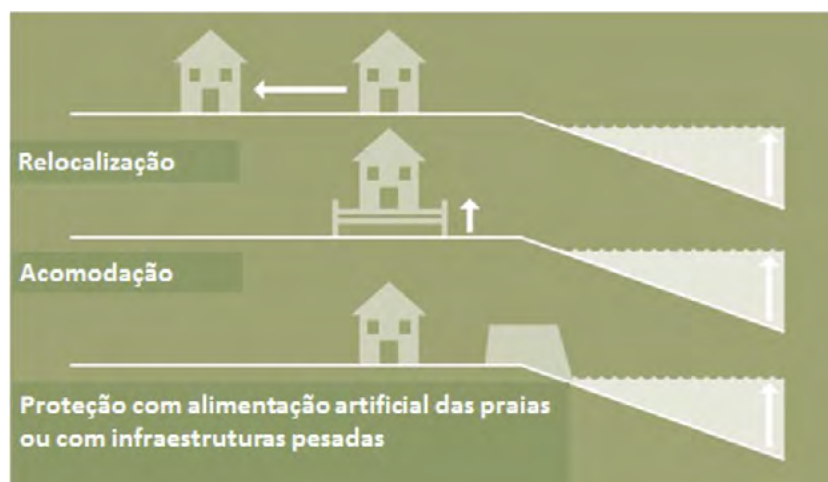 Relocalização
Acomodação
Proteção com alimentação artificial das praias
ou com infraestruturas pesadas